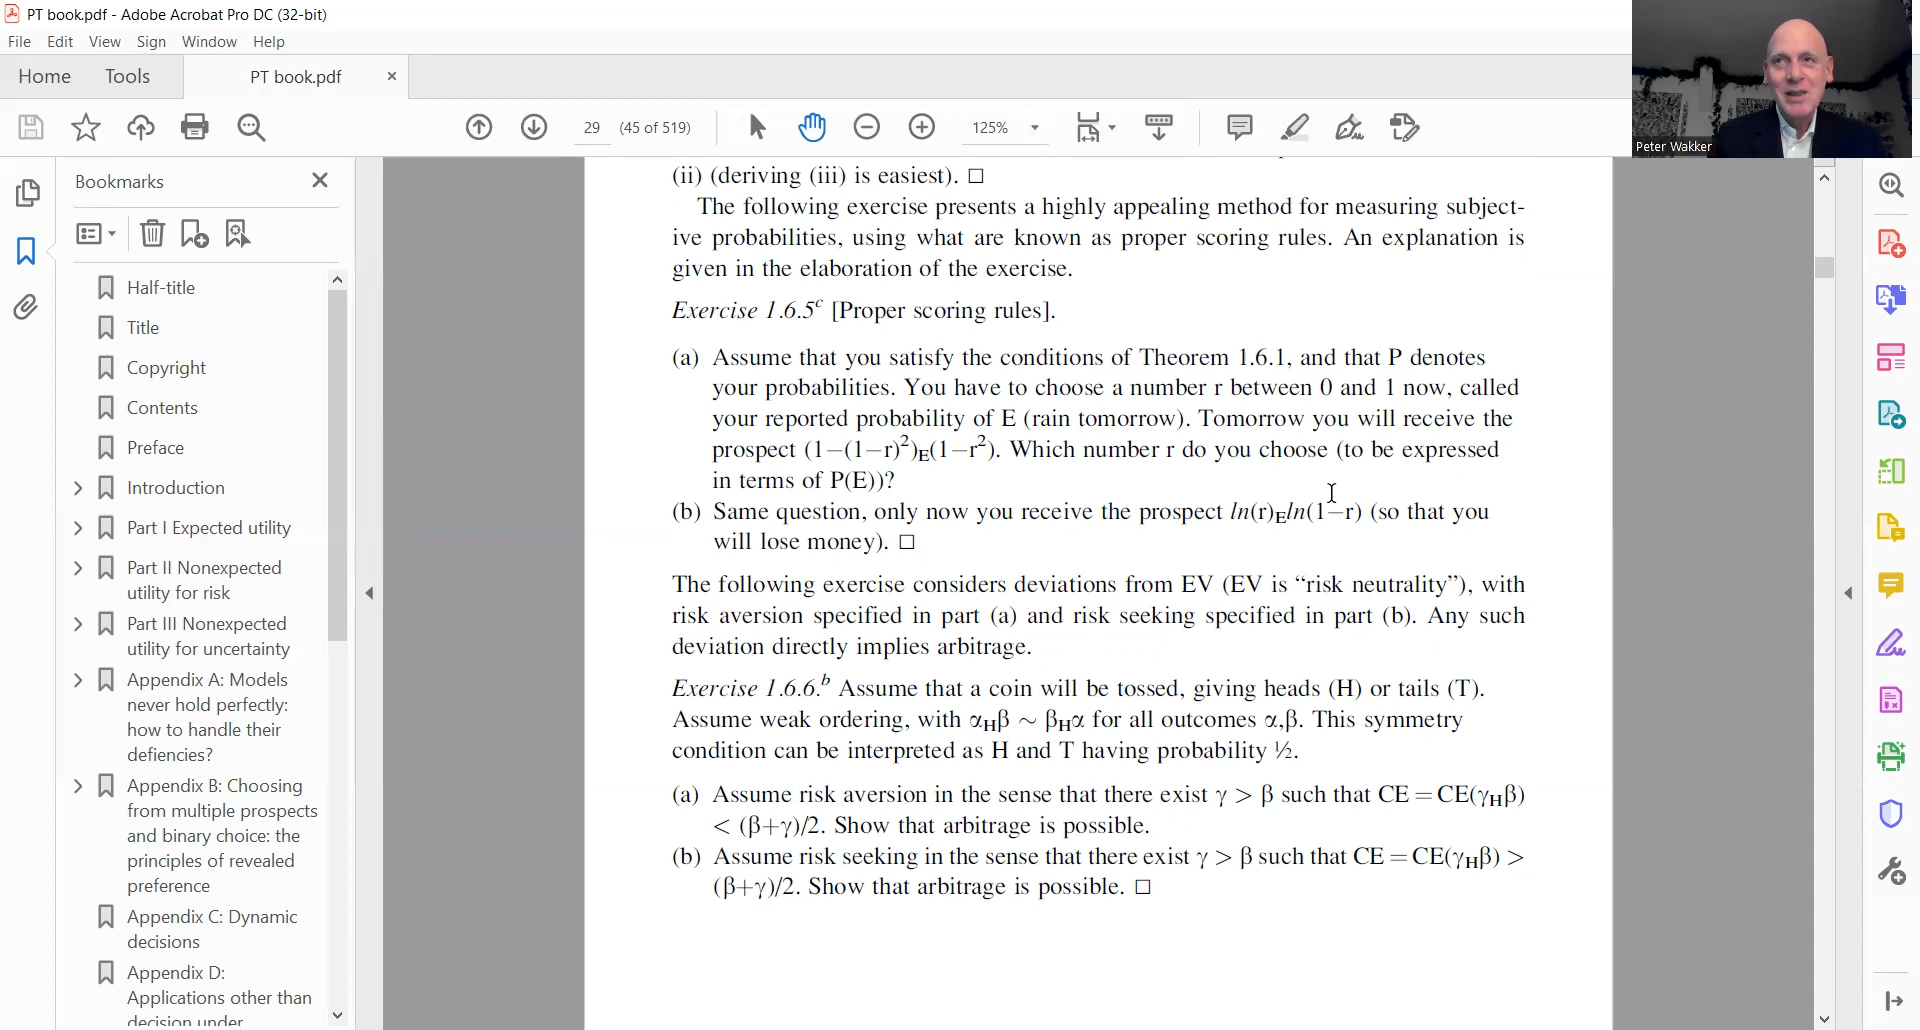 PT book.pdf - Adobe Acrobat Pro DC (32-bit)
File Edit View Sign Window Help
Home Tools PT book.pdf ×
29 (45 of 519) 125%
Peter Wakker
Bookmarks
Half-title
Title
Copyright
Contents
Preface
Introduction
Part I Expected utility
Part II Nonexpected
utility for risk
Part III Nonexpected
utility for uncertainty
Appendix A: Models
never hold perfectly:
how to handle their
defiencies?
Appendix B: Choosing
from multiple prospects
and binary choice: the
principles of revealed
preference
Appendix C: Dynamic
decisions
Appendix D:
Applications other than
decision under
(ii) (deriving (iii) is easiest). □
The following exercise presents a highly appealing method for measuring subject-
ive probabilities, using what are known as proper scoring rules. An explanation is
given in the elaboration of the exercise.
Exercise 1.6.5ᶜ [Proper scoring rules].
(a) Assume that you satisfy the conditions of Theorem 1.6.1, and that P denotes
your probabilities. You have to choose a number r between 0 and 1 now, called
your reported probability of E (rain tomorrow). Tomorrow you will receive the
prospect (1−(1−r)²)_E(1−r²). Which number r do you choose (to be expressed
in terms of P(E))?
(b) Same question, only now you receive the prospect ln(r)_E ln(1−r) (so that you
will lose money). □
The following exercise considers deviations from EV (EV is “risk neutrality”), with
risk aversion specified in part (a) and risk seeking specified in part (b). Any such
deviation directly implies arbitrage.
Exercise 1.6.6.ᵇ Assume that a coin will be tossed, giving heads (H) or tails (T).
Assume weak ordering, with α_Hβ ~ β_Hα for all outcomes α,β. This symmetry
condition can be interpreted as H and T having probability ½.
(a) Assume risk aversion in the sense that there exist γ > β such that CE = CE(γ_Hβ)
< (β+γ)/2. Show that arbitrage is possible.
(b) Assume risk seeking in the sense that there exist γ > β such that CE = CE(γ_Hβ) >
(β+γ)/2. Show that arbitrage is possible. □